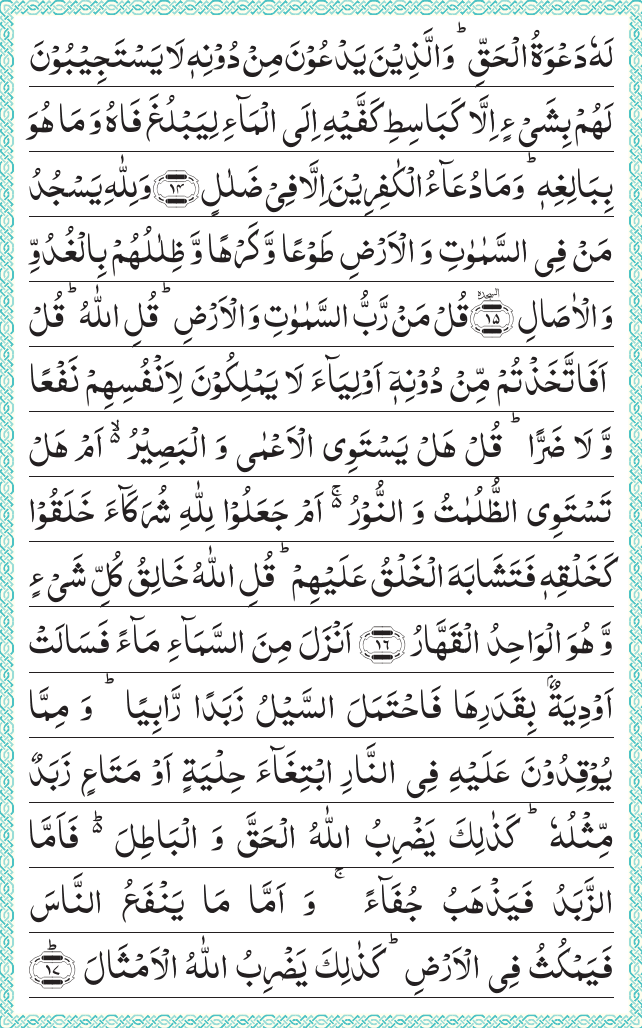 لَهٗ دَعْوَةُ الْحَقِّ ؕ وَالَّذِیْنَ یَدْعُوْنَ مِنْ دُوْنِهٖ لَا یَسْتَجِیْبُوْنَ
لَهُمْ بِشَیْءٍ اِلَّا كَبَاسِطِ كَفَّیْهِ اِلَی الْمَآءِ لِیَبْلُغَ فَاهُ وَ مَا هُوَ
بِبَالِغِهٖ ؕ وَمَا دُعَآءُ الْكٰفِرِیْنَ اِلَّا فِیْ ضَلٰلٍ ﴿۱۴﴾ وَلِلّٰهِ یَسْجُدُ
مَنْ فِی السَّمٰوٰتِ وَ الْاَرْضِ طَوْعًا وَّ كَرْهًا وَّ ظِلٰلُهُمْ بِالْغُدُوِّ
وَ الْاٰصَالِ ﴿۱۵﴾ السجدة قُلْ مَنْ رَّبُّ السَّمٰوٰتِ وَالْاَرْضِ ؕ قُلِ اللّٰهُ ؕ قُلْ
اَفَاتَّخَذْتُمْ مِّنْ دُوْنِهٖۤ اَوْلِیَآءَ لَا یَمْلِكُوْنَ لِاَنْفُسِهِمْ نَفْعًا
وَّ لَا ضَرًّا ؕ قُلْ هَلْ یَسْتَوِی الْاَعْمٰی وَ الْبَصِیْرُ ۙ۬ اَمْ هَلْ
تَسْتَوِی الظُّلُمٰتُ وَ النُّوْرُ ۚ۬ اَمْ جَعَلُوْا لِلّٰهِ شُرَكَآءَ خَلَقُوْا
كَخَلْقِهٖ فَتَشَابَهَ الْخَلْقُ عَلَیْهِمْ ؕ قُلِ اللّٰهُ خَالِقُ كُلِّ شَیْءٍ
وَّ هُوَ الْوَاحِدُ الْقَهَّارُ ﴿۱۶﴾ اَنْزَلَ مِنَ السَّمَآءِ مَآءً فَسَالَتْ
اَوْدِیَةٌۢ بِقَدَرِهَا فَاحْتَمَلَ السَّیْلُ زَبَدًا رَّابِیًا ؕ وَ مِمَّا
یُوْقِدُوْنَ عَلَیْهِ فِی النَّارِ ابْتِغَآءَ حِلْیَةٍ اَوْ مَتَاعٍ زَبَدٌ
مِّثْلُهٗ ؕ كَذٰلِكَ یَضْرِبُ اللّٰهُ الْحَقَّ وَ الْبَاطِلَ ؕ۬ فَاَمَّا
الزَّبَدُ فَیَذْهَبُ جُفَآءً ۚ وَ اَمَّا مَا یَنْفَعُ النَّاسَ
فَیَمْكُثُ فِی الْاَرْضِ ؕ كَذٰلِكَ یَضْرِبُ اللّٰهُ الْاَمْثَالَ ﴿ؕ۱۷﴾